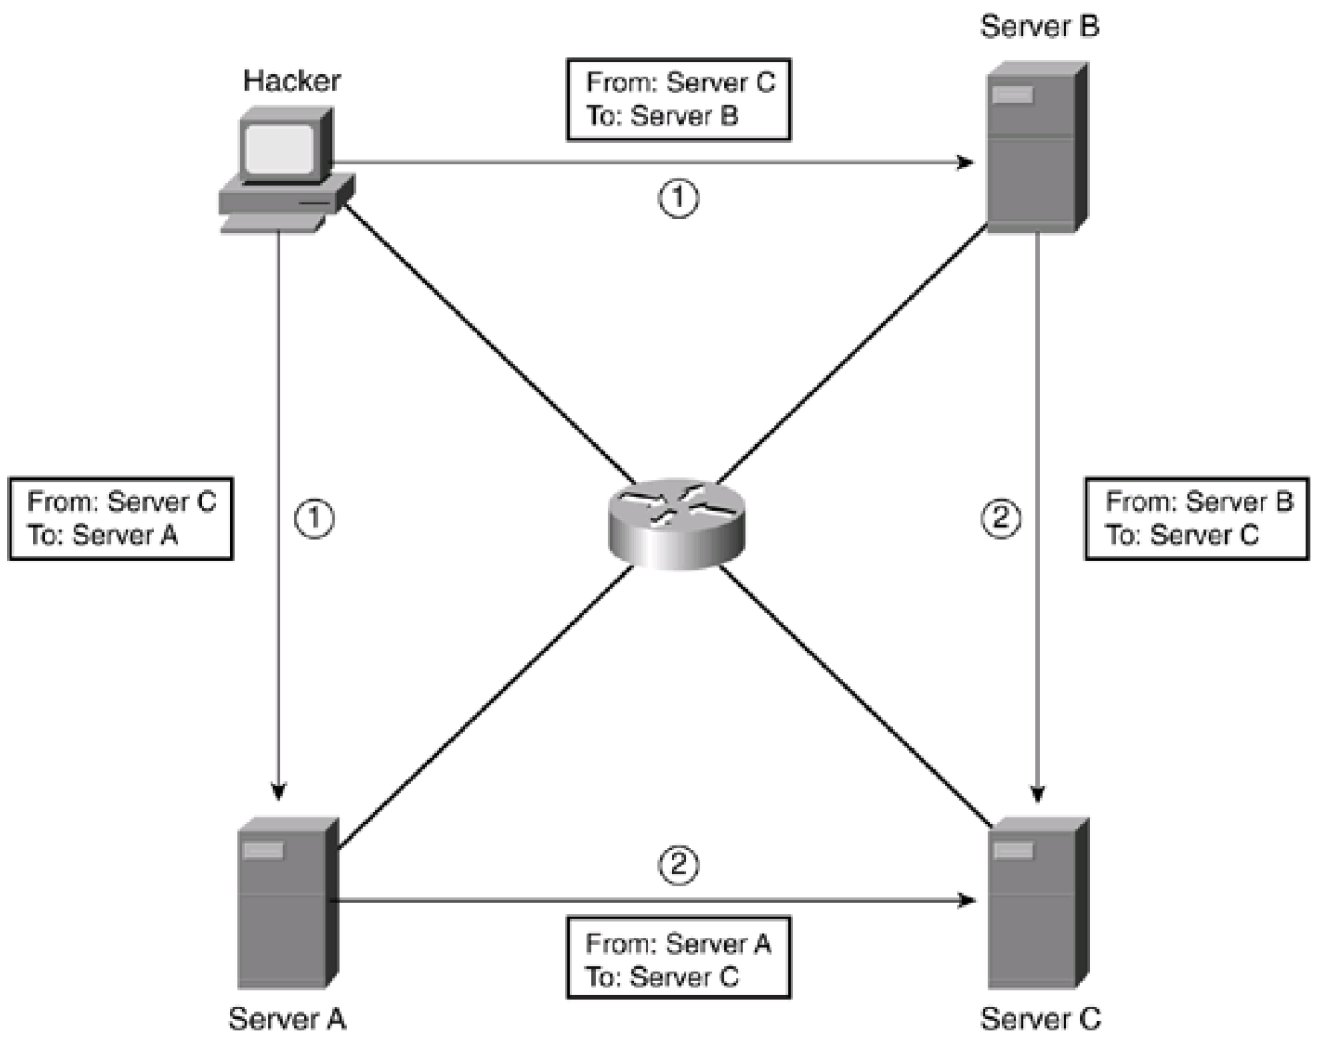 Server B
Hacker
From: Server C
To: Server B
1
From: Server C
To: Server A
1
2
From: Server B
To: Server C
2
From: Server A
To: Server C
Server A
Server C